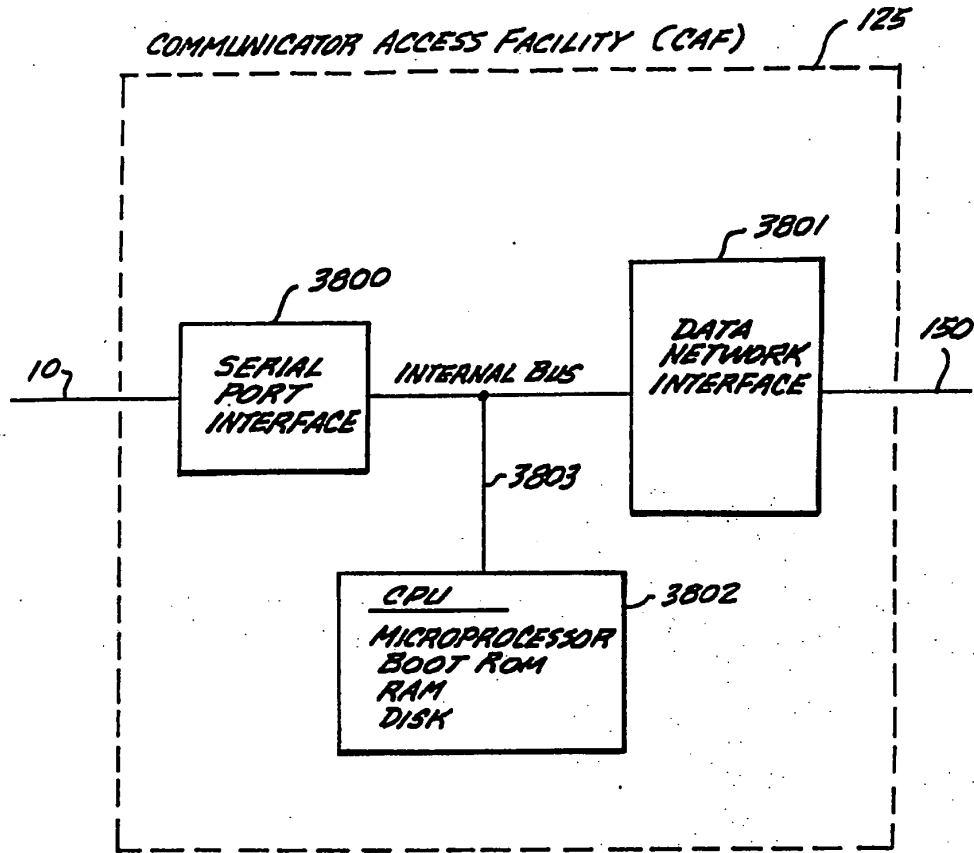 125
COMMUNICATOR ACCESS FACILITY (CAF)
3801
3800
DATA
NETWORK
INTERFACE
150
SERIAL
PORT
INTERFACE
10
INTERNAL BUS
3803
CPU
3802
MICROPROCESSOR
BOOT ROM
RAM
DISK